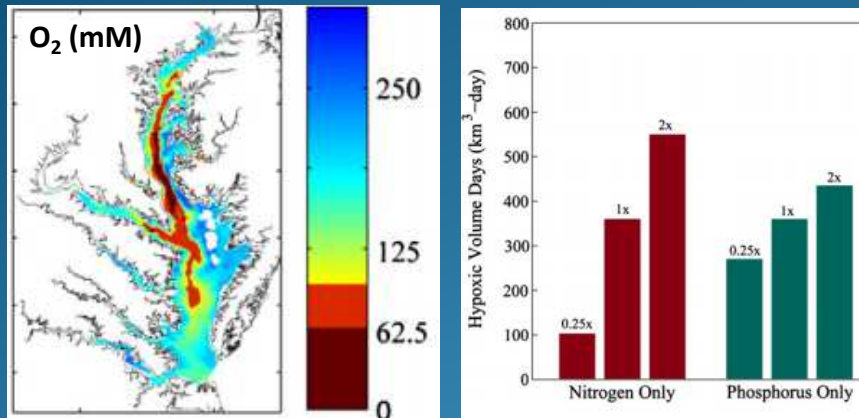 O₂ (mM)
250
125
62.5
0
Hypoxic Volume Days (km³−day)
800
700
600
500
400
300
200
100
0
0.25x
1x
2x
0.25x
1x
2x
Nitrogen Only
Phosphorus Only